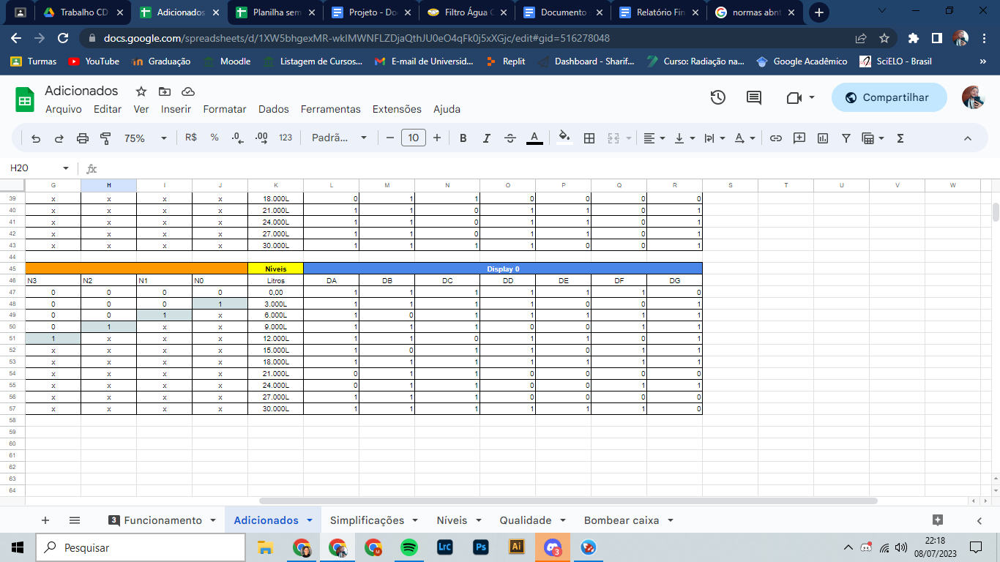 Trabalho CD Adicionados Planilha sem Projeto - Do Filtro Água C Documento Relatório Fin normas abnt
docs.google.com/spreadsheets/d/1XW5bhgexMR-wkIMWNFLZDjaQthJU0eO4qFk0j5xXGjc/edit#gid=516278048
Turmas YouTube Graduação Moodle Listagem de Cursos... E-mail de Universid... Replit Dashboard - Sharif... Curso: Radiação na... Google Acadêmico SciELO - Brasil »
Adicionados
Arquivo Editar Ver Inserir Formatar Dados Ferramentas Extensões Ajuda
Compartilhar
75% R$ % .0 .00 123 Padrã... 10 B I A
H20 fx
G H I J K L M N O P Q R S T U V W
39 x x x x 18.000L 0 1 1 0 0 0 0
40 x x x x 21.000L 1 1 0 1 1 0 1
41 x x x x 24.000L 1 1 0 1 1 0 1
42 x x x x 27.000L 1 1 0 1 1 0 1
43 x x x x 30.000L 1 1 1 1 0 0 1
44
45 Niveis Display 0
46 N3 N2 N1 N0 Litros DA DB DC DD DE DF DG
47 0 0 0 0 0,00 1 1 1 1 1 1 0
48 0 0 0 1 3.000L 1 1 1 1 0 0 1
49 0 0 1 x 6.000L 1 0 1 1 1 1 1
50 0 1 x x 9.000L 1 1 1 0 0 1 1
51 1 x x x 12.000L 1 1 0 1 1 0 1
52 x x x x 15.000L 1 0 1 1 0 1 1
53 x x x x 18.000L 1 1 1 1 1 1 1
54 x x x x 21.000L 0 1 1 0 0 0 0
55 x x x x 24.000L 0 1 1 0 0 1 1
56 x x x x 27.000L 1 1 1 0 0 0 0
57 x x x x 30.000L 1 1 1 1 1 1 0
58
59
60
61
62
63
64
3 Funcionamento Adicionados Simplificações Níveis Qualidade Bombear caixa
Pesquisar LrC Ps Ai 3 22:18
08/07/2023